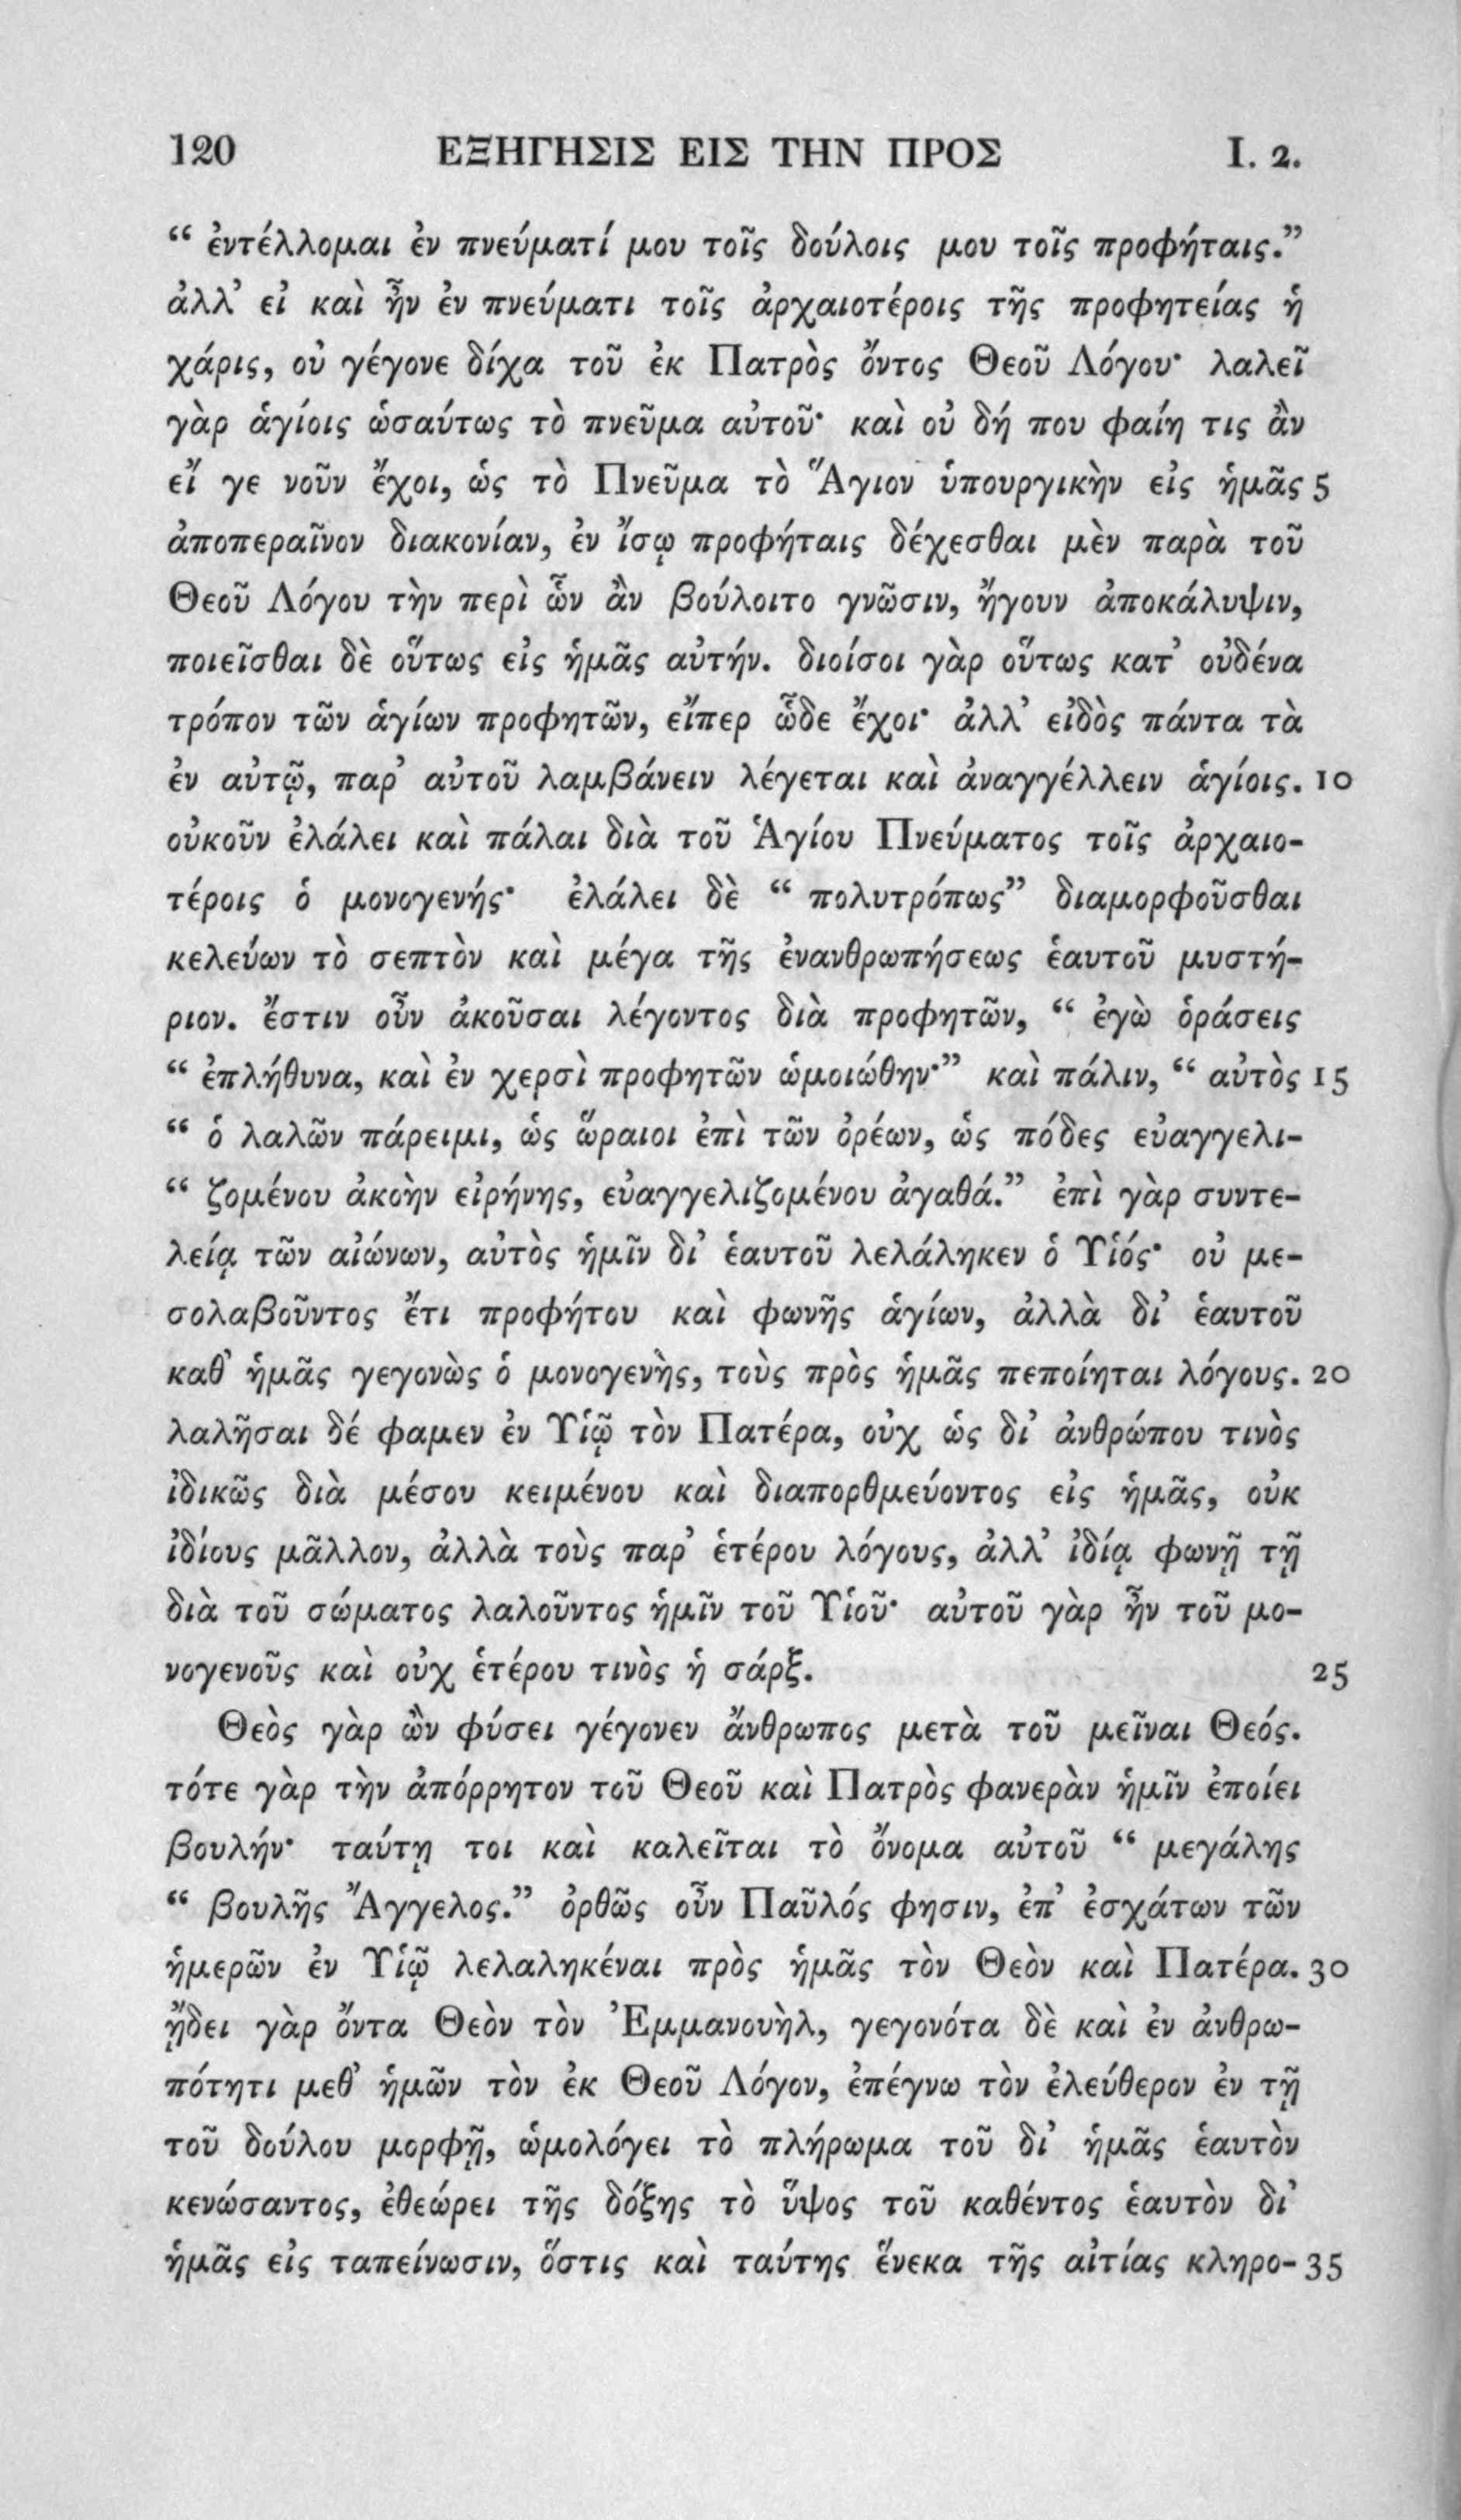 120 ΕΞΗΓΗΣΙΣ ΕΙΣ ΤΗΝ ΠΡΟΣ I. 2.
“ ἐντέλλομαι ἐν πνεύματί μου τοῖς δούλοις μου τοῖς προφήταις.”
ἀλλ’ εἰ καὶ ἦν ἐν πνεύματι τοῖς ἀρχαιοτέροις τῆς προφητείας ἡ
χάρις, οὐ γέγονε δίχα τοῦ ἐκ Πατρὸς ὄντος Θεοῦ Λόγου· λαλεῖ
γὰρ ἁγίοις ὡσαύτως τὸ πνεῦμα αὐτοῦ· καὶ οὐ δή που φαίη τις ἂν
εἴ γε νοῦν ἔχοι, ὡς τὸ Πνεῦμα τὸ Ἅγιον ὑπουργικὴν εἰς ἡμᾶς 5
ἀποπεραῖνον διακονίαν, ἐν ἴσῳ προφήταις δέχεσθαι μὲν παρὰ τοῦ
Θεοῦ Λόγου τὴν περὶ ὧν ἂν βούλοιτο γνῶσιν, ἤγουν ἀποκάλυψιν,
ποιεῖσθαι δὲ οὕτως εἰς ἡμᾶς αὐτήν. διοίσοι γὰρ οὕτως κατ’ οὐδένα
τρόπον τῶν ἁγίων προφητῶν, εἴπερ ὧδε ἔχοι· ἀλλ’ εἰδὸς πάντα τὰ
ἐν αὐτῷ, παρ’ αὐτοῦ λαμβάνειν λέγεται καὶ ἀναγγέλλειν ἁγίοις. 10
οὐκοῦν ἐλάλει καὶ πάλαι διὰ τοῦ Ἁγίου Πνεύματος τοῖς ἀρχαιο-
τέροις ὁ μονογενής· ἐλάλει δὲ “ πολυτρόπως” διαμορφοῦσθαι
κελεύων τὸ σεπτὸν καὶ μέγα τῆς ἐνανθρωπήσεως ἑαυτοῦ μυστή-
ριον. ἔστιν οὖν ἀκοῦσαι λέγοντος διὰ προφητῶν, “ ἐγὼ ὁράσεις
“ ἐπλήθυνα, καὶ ἐν χερσὶ προφητῶν ὡμοιώθην·” καὶ πάλιν, “ αὐτὸς 15
“ ὁ λαλῶν πάρειμι, ὡς ὥραιοι ἐπὶ τῶν ὀρέων, ὡς πόδες εὐαγγελι-
“ ζομένου ἀκοὴν εἰρήνης, εὐαγγελιζομένου ἀγαθά.” ἐπὶ γὰρ συντε-
λείᾳ τῶν αἰώνων, αὐτὸς ἡμῖν δι’ ἑαυτοῦ λελάληκεν ὁ Υἱός· οὐ με-
σολαβοῦντος ἔτι προφήτου καὶ φωνῆς ἁγίων, ἀλλὰ δι’ ἑαυτοῦ
καθ’ ἡμᾶς γεγονὼς ὁ μονογενὴς, τοὺς πρὸς ἡμᾶς πεποίηται λόγους. 20
λαλῆσαι δέ φαμεν ἐν Υἱῷ τὸν Πατέρα, οὐχ ὡς δι’ ἀνθρώπου τινὸς
ἰδικῶς διὰ μέσου κειμένου καὶ διαπορθμεύοντος εἰς ἡμᾶς, οὐκ
ἰδίους μᾶλλον, ἀλλὰ τοὺς παρ’ ἑτέρου λόγους, ἀλλ’ ἰδίᾳ φωνῇ τῇ
διὰ τοῦ σώματος λαλοῦντος ἡμῖν τοῦ Υἱοῦ· αὐτοῦ γὰρ ἦν τοῦ μο-
νογενοῦς καὶ οὐχ ἑτέρου τινὸς ἡ σάρξ. 25
Θεὸς γὰρ ὢν φύσει γέγονεν ἄνθρωπος μετὰ τοῦ μεῖναι Θεός.
τότε γὰρ τὴν ἀπόρρητον τοῦ Θεοῦ καὶ Πατρὸς φανερὰν ἡμῖν ἐποίει
βουλήν· ταύτῃ τοι καὶ καλεῖται τὸ ὄνομα αὐτοῦ “ μεγάλης
“ βουλῆς Ἄγγελος.” ὀρθῶς οὖν Παῦλός φησιν, ἐπ’ ἐσχάτων τῶν
ἡμερῶν ἐν Υἱῷ λελαληκέναι πρὸς ἡμᾶς τὸν Θεὸν καὶ Πατέρα. 30
ᾔδει γὰρ ὄντα Θεὸν τὸν Ἐμμανουὴλ, γεγονότα δὲ καὶ ἐν ἀνθρω-
πότητι μεθ’ ἡμῶν τὸν ἐκ Θεοῦ Λόγον, ἐπέγνω τὸν ἐλεύθερον ἐν τῇ
τοῦ δούλου μορφῇ, ὡμολόγει τὸ πλήρωμα τοῦ δι’ ἡμᾶς ἑαυτὸν
κενώσαντος, ἐθεώρει τῆς δόξης τὸ ὕψος τοῦ καθέντος ἑαυτὸν δι’
ἡμᾶς εἰς ταπείνωσιν, ὅστις καὶ ταύτης ἕνεκα τῆς αἰτίας κληρο- 35